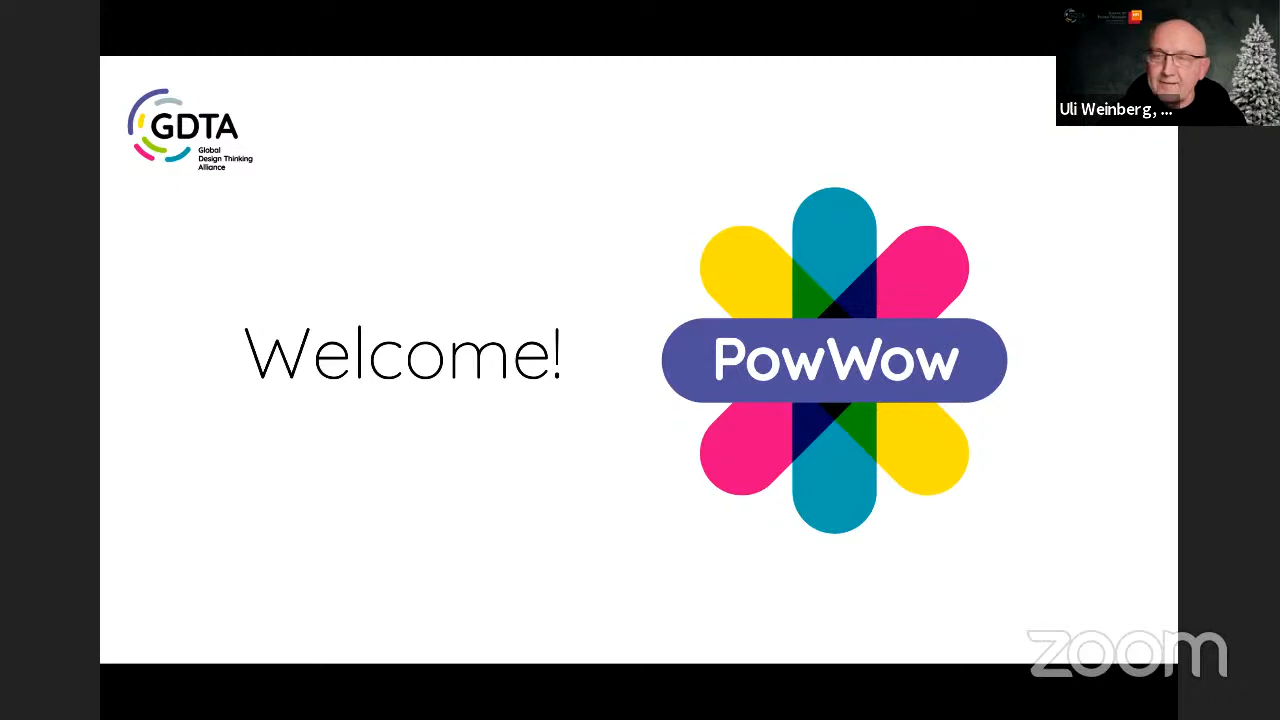 GDTA
Global
Design Thinking
Alliance
Uli Weinberg, ...
Welcome!
PowWow
zoom